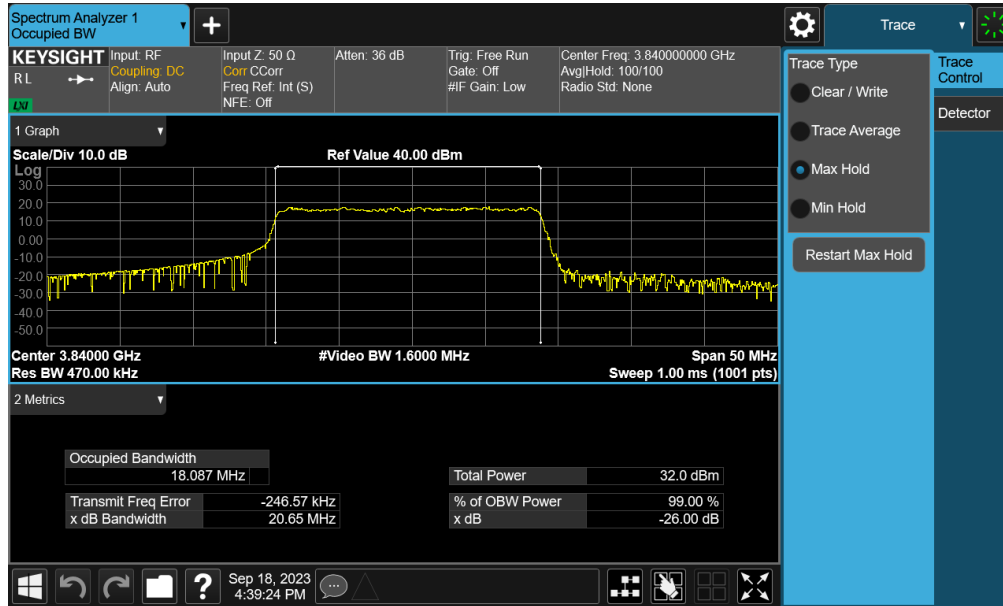 Spectrum Analyzer 1
Occupied BW
+
Trace
KEYSIGHT
R L
LXI
Input: RF
Coupling: DC
Align: Auto
Input Z: 50 Ω
Corr CCorr
Freq Ref: Int (S)
NFE: Off
Atten: 36 dB
Trig: Free Run
Gate: Off
#IF Gain: Low
Center Freq: 3.840000000 GHz
Avg|Hold: 100/100
Radio Std: None
Trace Type
Clear / Write
Trace Average
Max Hold
Min Hold
Restart Max Hold
Trace
Control
Detector
1 Graph
Scale/Div 10.0 dB
Ref Value 40.00 dBm
Log
30.0
20.0
10.0
0.00
-10.0
-20.0
-30.0
-40.0
-50.0
Center 3.84000 GHz
#Video BW 1.6000 MHz
Span 50 MHz
Res BW 470.00 kHz
Sweep 1.00 ms (1001 pts)
2 Metrics
Occupied Bandwidth
18.087 MHz
Total Power 32.0 dBm
Transmit Freq Error -246.57 kHz
% of OBW Power 99.00 %
x dB Bandwidth 20.65 MHz
x dB -26.00 dB
?
Sep 18, 2023
4:39:24 PM